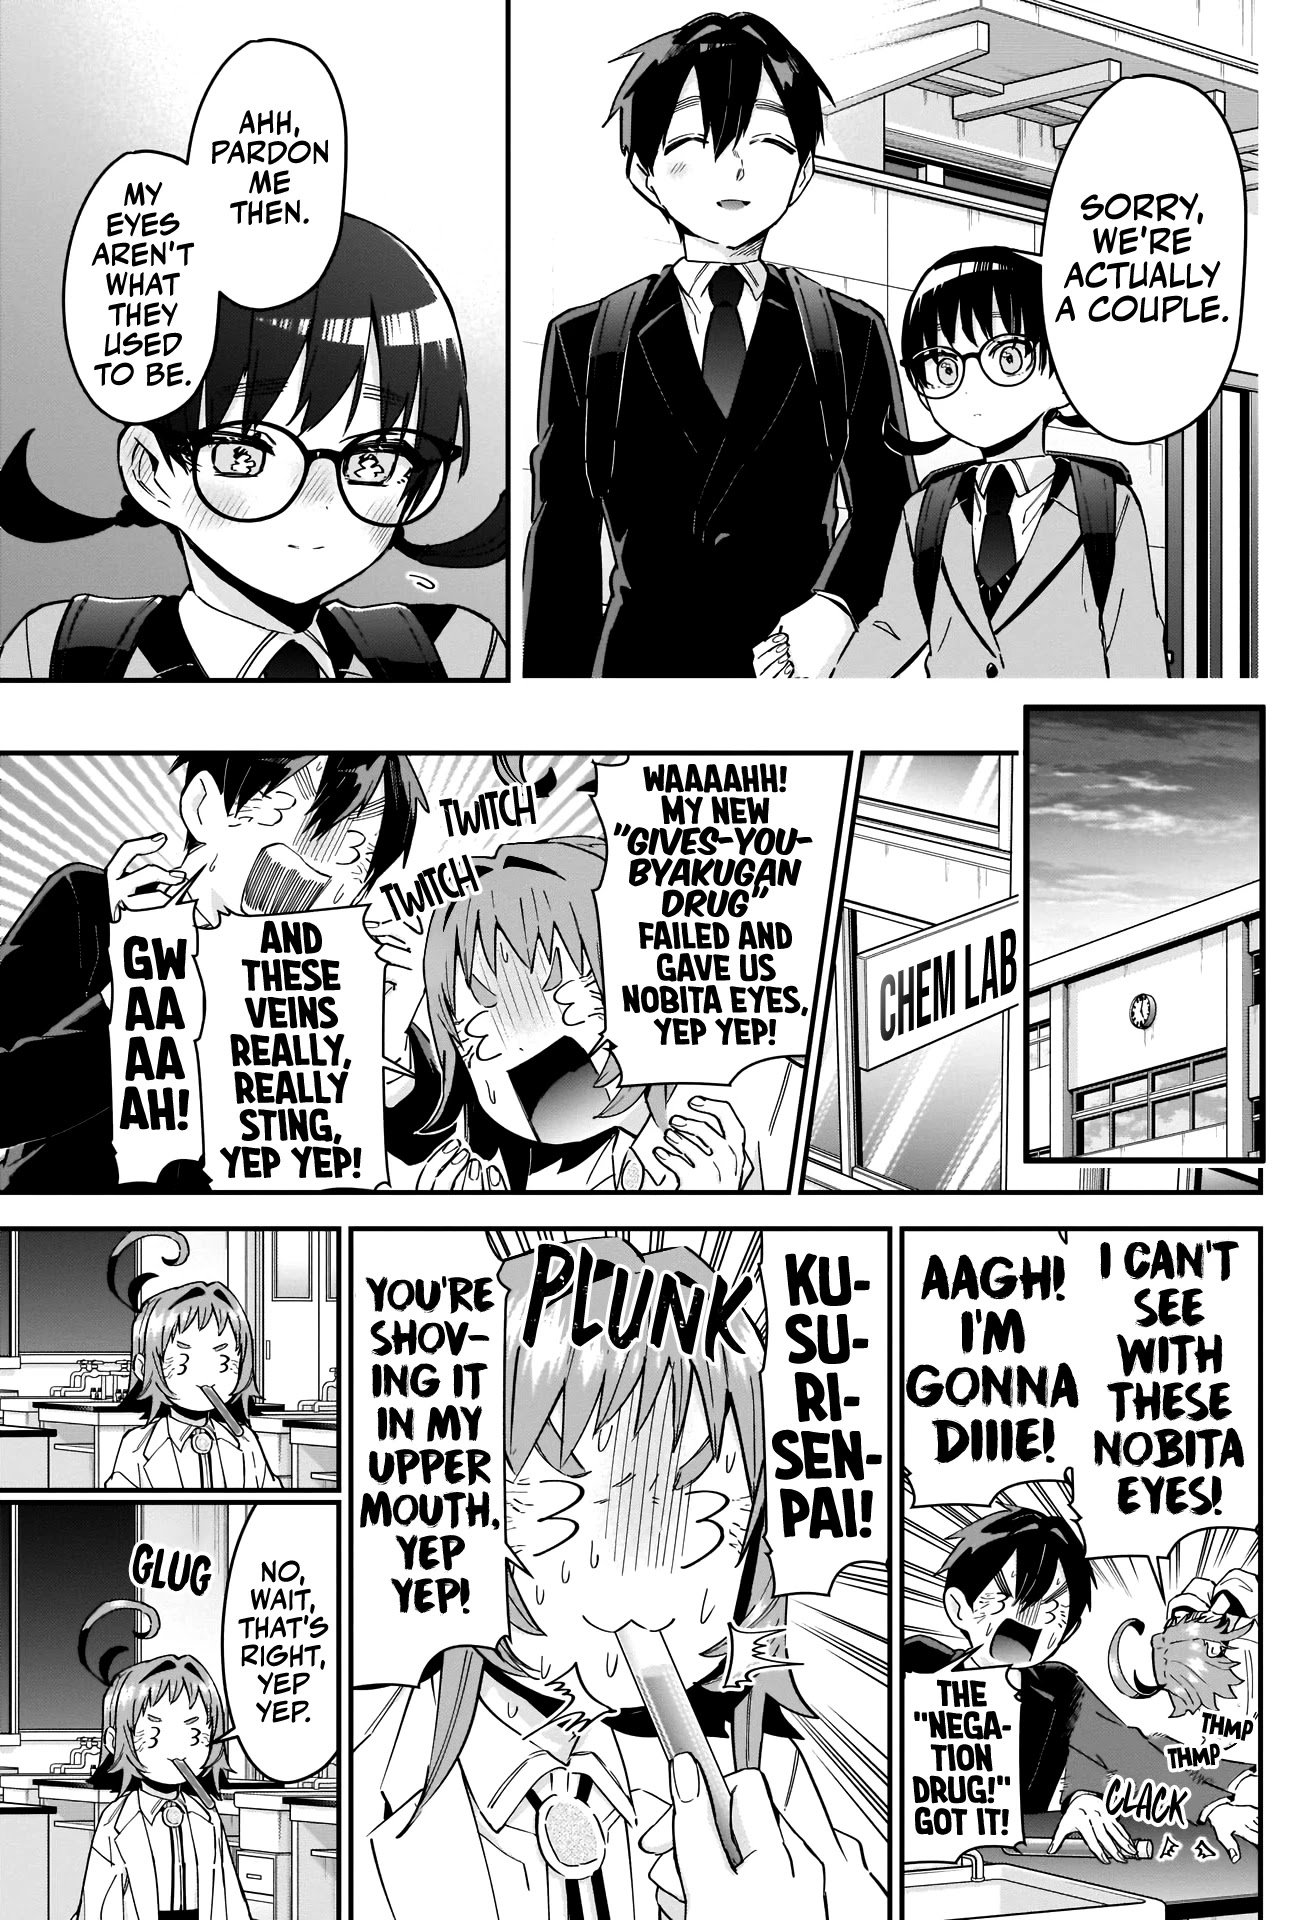 SORRY,
WE'RE
ACTUALLY
A COUPLE.
AHH,
PARDON
ME
THEN.
MY
EYES
AREN'T
WHAT
THEY
USED
TO BE.
CHEM LAB
WAAAAHH!
MY NEW
"GIVES-YOU-
BYAKUGAN
DRUG"
FAILED AND
GAVE US
NOBITA EYES,
YEP YEP!
TWITCH
TWITCH
AND
THESE
VEINS
REALLY,
REALLY
STING,
YEP YEP!
GW
AA
AA
AH!
I CAN'T
SEE
WITH
THESE
NOBITA
EYES!
AAGH!
I'M
GONNA
DIIIE!
THE
"NEGA-
TION
DRUG!"
GOT IT!
THMP
THMP
CLACK
KU-
SU-
RI-
SEN-
PAI!
PLUNK
YOU'RE
SHOV-
ING IT
IN MY
UPPER
MOUTH,
YEP
YEP!
NO,
WAIT,
THAT'S
RIGHT,
YEP
YEP.
GLUG